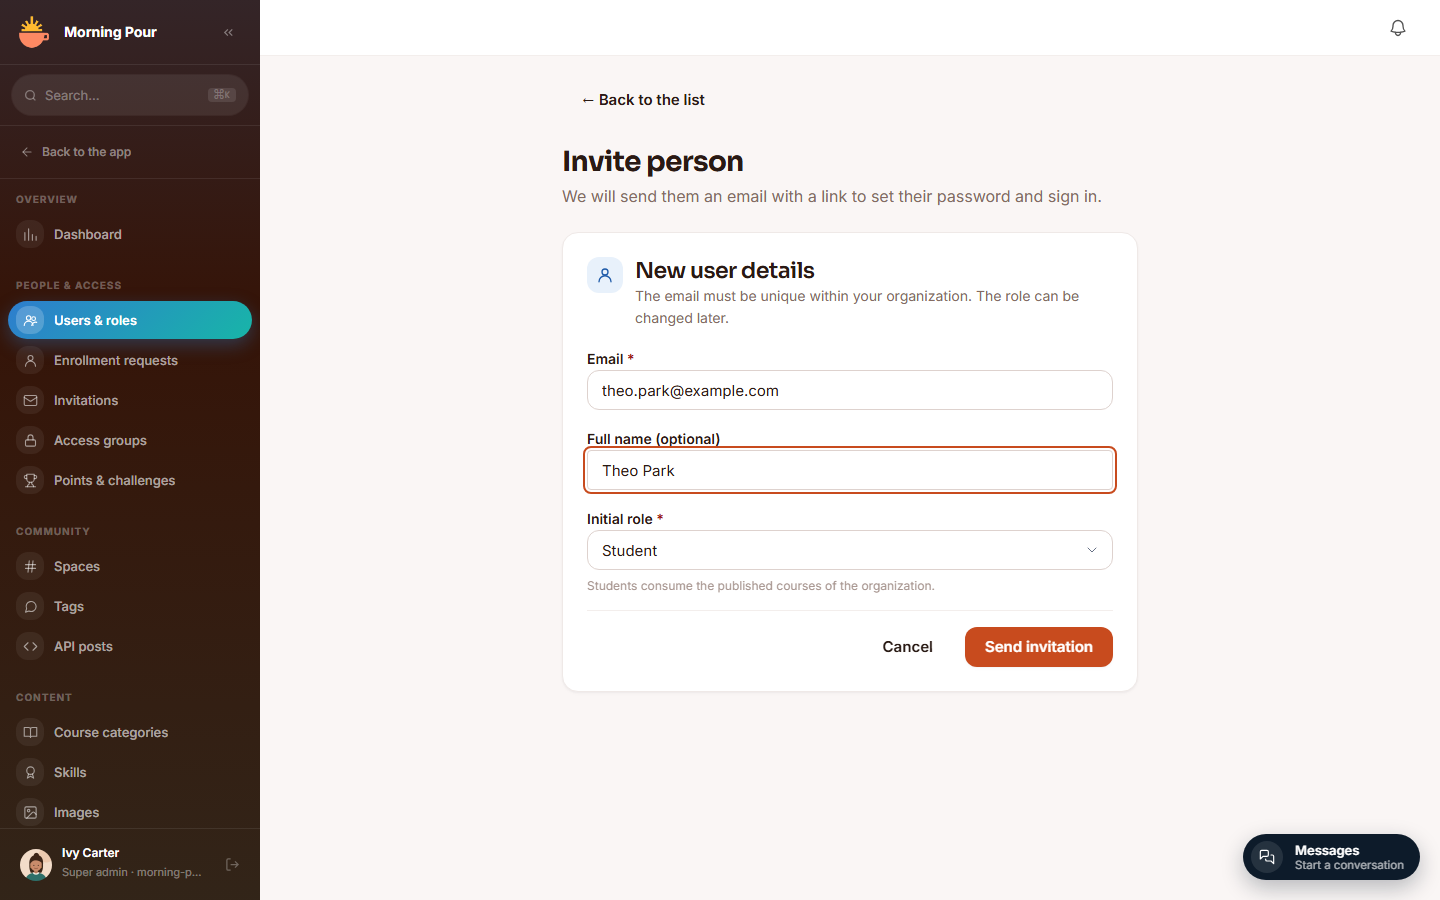 Morning Pour
Search...
⌘K
Back to the app
OVERVIEW
Dashboard
PEOPLE & ACCESS
Users & roles
Enrollment requests
Invitations
Access groups
Points & challenges
COMMUNITY
Spaces
Tags
API posts
CONTENT
Course categories
Skills
Images
Ivy Carter
Super admin · morning-p...
← Back to the list
Invite person
We will send them an email with a link to set their password and sign in.
New user details
The email must be unique within your organization. The role can be
changed later.
Email *
theo.park@example.com
Full name (optional)
Theo Park
Initial role *
Student
Students consume the published courses of the organization.
Cancel
Send invitation
Messages
Start a conversation